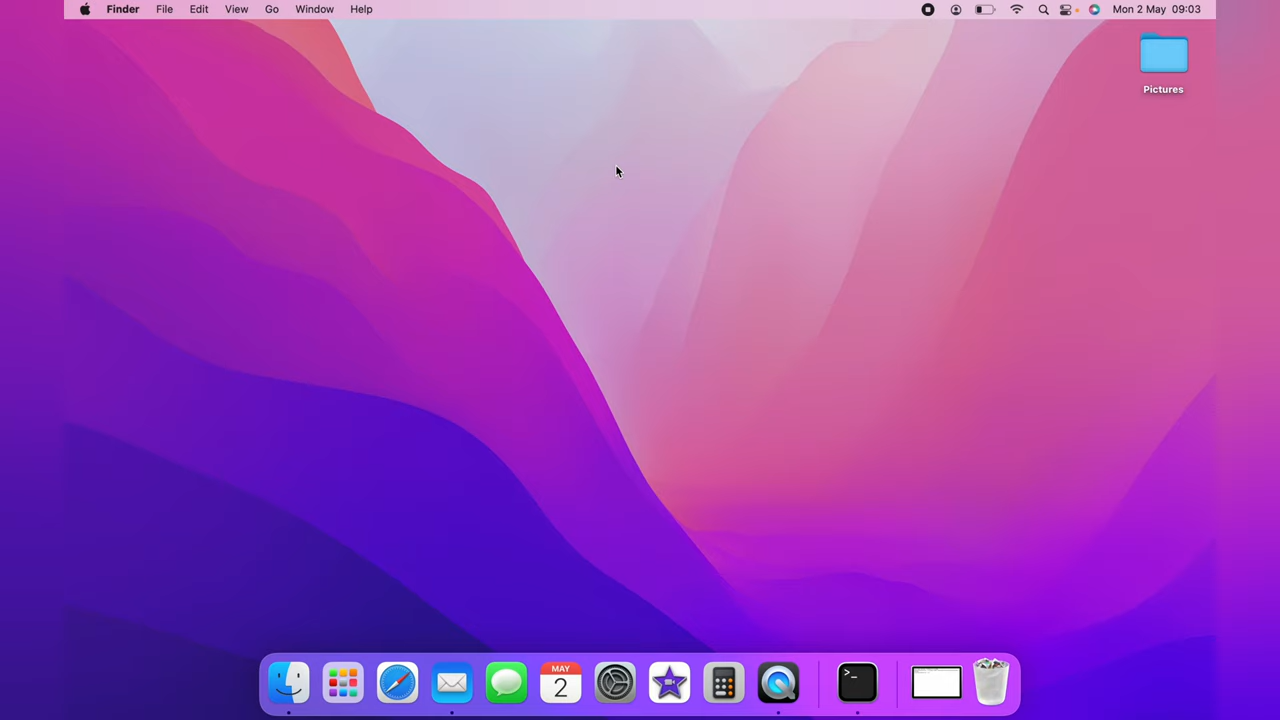 Finder File Edit View Go Window Help Mon 2 May 09:03
Pictures
MAY
2
>_